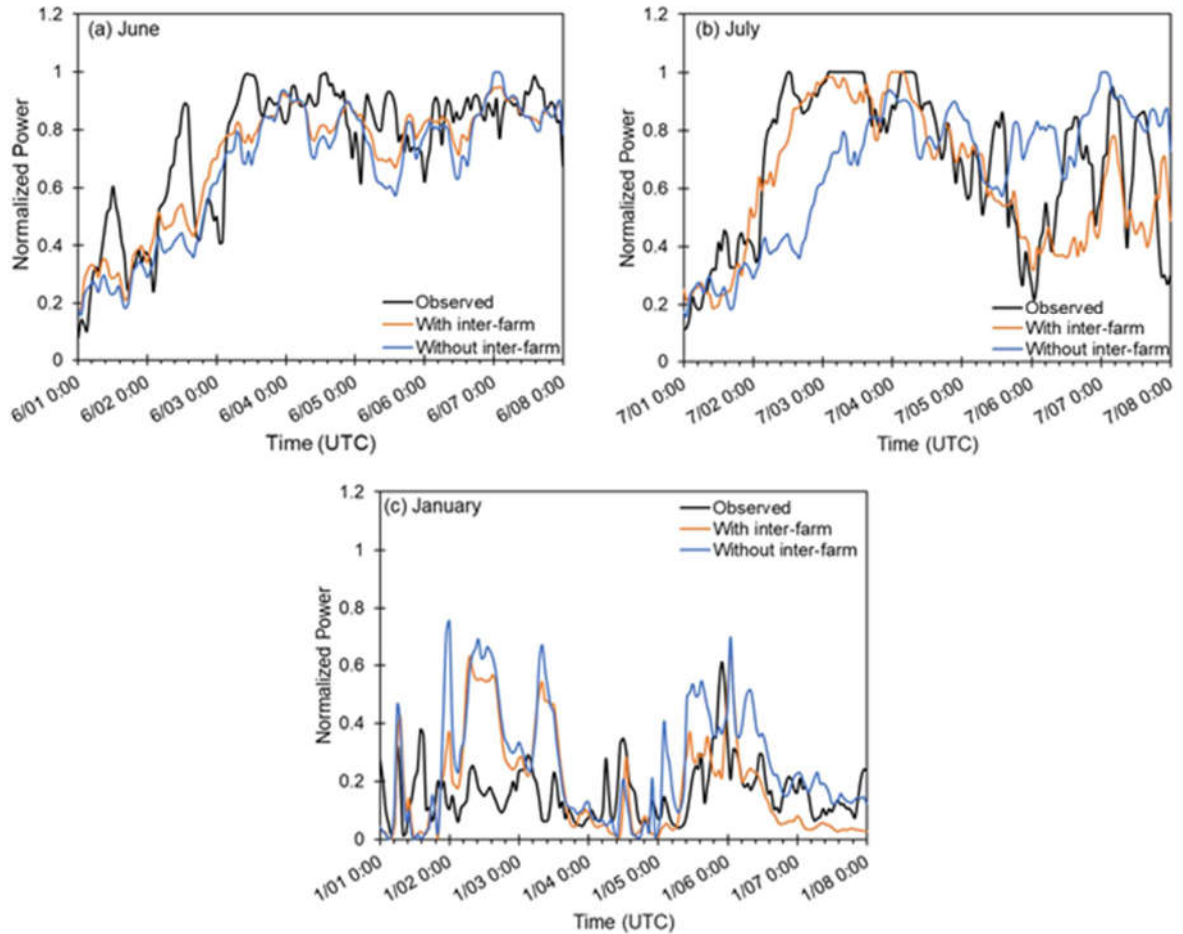 (a) June
Normalized Power
1.2
1
0.8
0.6
0.4
0.2
0
Observed
With inter-farm
Without inter-farm
6/01 0:00
6/02 0:00
6/03 0:00
6/04 0:00
6/05 0:00
6/06 0:00
6/07 0:00
6/08 0:00
Time (UTC)
(b) July
Normalized Power
1.2
1
0.8
0.6
0.4
0.2
0
Observed
With inter-farm
Without inter-farm
7/01 0:00
7/02 0:00
7/03 0:00
7/04 0:00
7/05 0:00
7/06 0:00
7/07 0:00
7/08 0:00
Time (UTC)
(c) January
Normalized Power
1.2
1
0.8
0.6
0.4
0.2
0
Observed
With inter-farm
Without inter-farm
1/01 0:00
1/02 0:00
1/03 0:00
1/04 0:00
1/05 0:00
1/06 0:00
1/07 0:00
1/08 0:00
Time (UTC)